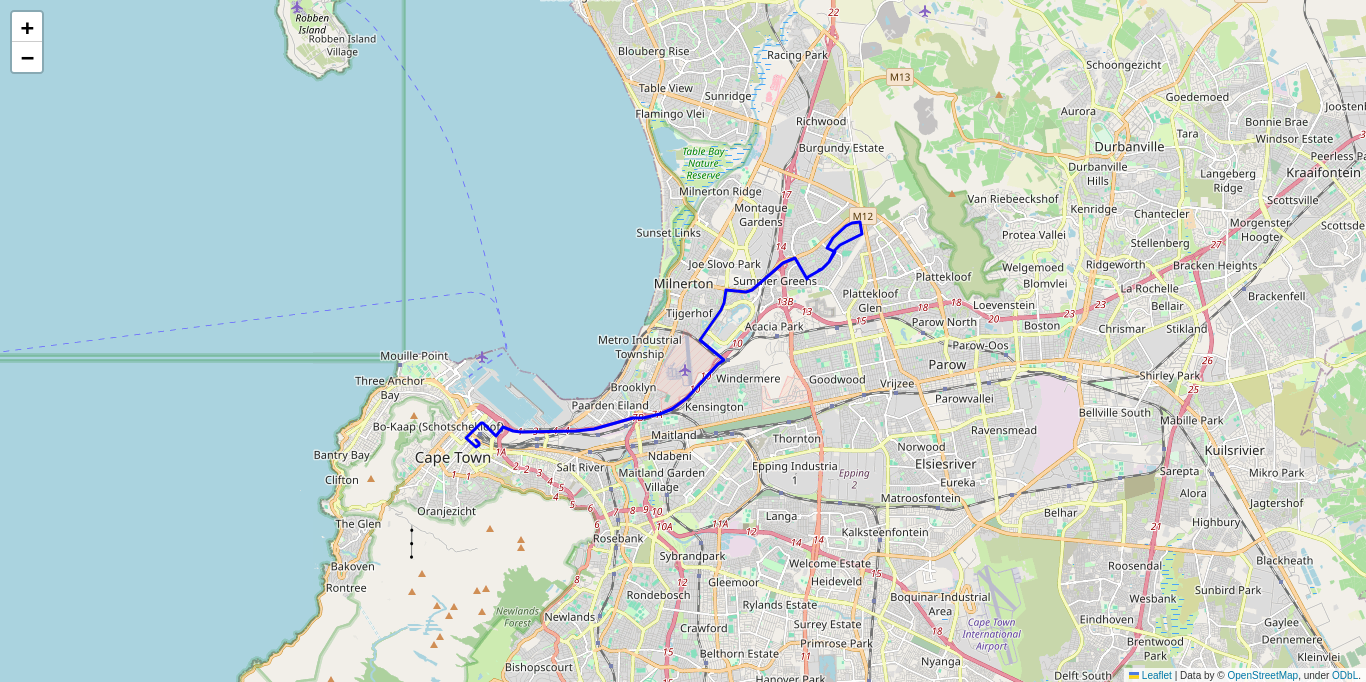 +
−
Robben
Island
Robben Island
Village
Blouberg Rise
22
Racing Park
M13
Schoongezicht
Goedemoed
Joostenb
Table View
Sunridge
Aurora
Bonnie Brae
Flamingo Vlei
Richwood
Tara
Windsor Estate
Table Bay
Nature
Reserve
Burgundy Estate
Durbanville
Peerless Pa
Durbanville
Hills
Langeberg
Ridge
Kraaifontein
Milnerton Ridge
17
Van Riebeeckshof
Scottsville
Montague
Gardens
M12
Kenridge
Chantecler
Morgenster
Hoogte
Scottsde
Sunset Links
14
Protea Vallei
Stellenberg
27
Joe Slovo Park
Welgemoed
Ridgeworth
Bracken Heights
Milnerton
Summer Greens
Plattekloof
Blomvlei
La Rochelle
25
Plattekloof
Glen
Brackenfell
Tijgerhof
13B
13
18
18
Loevenstein
23
Bellair
15
20
23
Acacia Park
Parow North
Boston
Chrismar
Stikland
Metro Industrial
Township
10
Parow-Oos
Mouille Point
Parow
Three Anchor
Bay
Windermere
Goodwood
Vrijzee
Shirley Park
26
Brooklyn
25
Parowvallei
Paarden Eiland
Kensington
Bellville South
Mabille Park
Bo-Kaap (Schotschekloof)
Maitland
Thornton
Ravensmead
Cape Town
1A
Ndabeni
Norwood
Kuilsrivier
Bantry Bay
Salt River
Epping Industria
1
Epping
2
Elsiesriver
Sarepta
Mikro Park
Clifton
1
1
2
2
3
4
5
Maitland Garden
Village
Eureka
Matroosfontein
Alora
Jagtershof
Oranjezicht
4
5
6
7
8
9
10
Langa
Belhar
Highbury
The Glen
10A
11A
12
21
Rosebank
Kalksteenfontein
Sybrandpark
14
14
Blackheath
Bakoven
Welcome Estate
15
Roosendal
Rontree
8
12
Gleemoor
Heideveld
Sunbird Park
Newlands
Forest
Rondebosch
Rylands Estate
Boquinar Industrial
Area
Wesbank
Newlands
Crawford
Surrey Estate
18
Cape Town
International
Airport
Eindhoven
Gaylee
Primrose Park
Brentwood
Park
Dennemere
Bishopscourt
15
Belthorn Estate
Nyanga
Kleinvlei
Hanover Park
Delft South
Leaflet | Data by © OpenStreetMap, under ODbL.